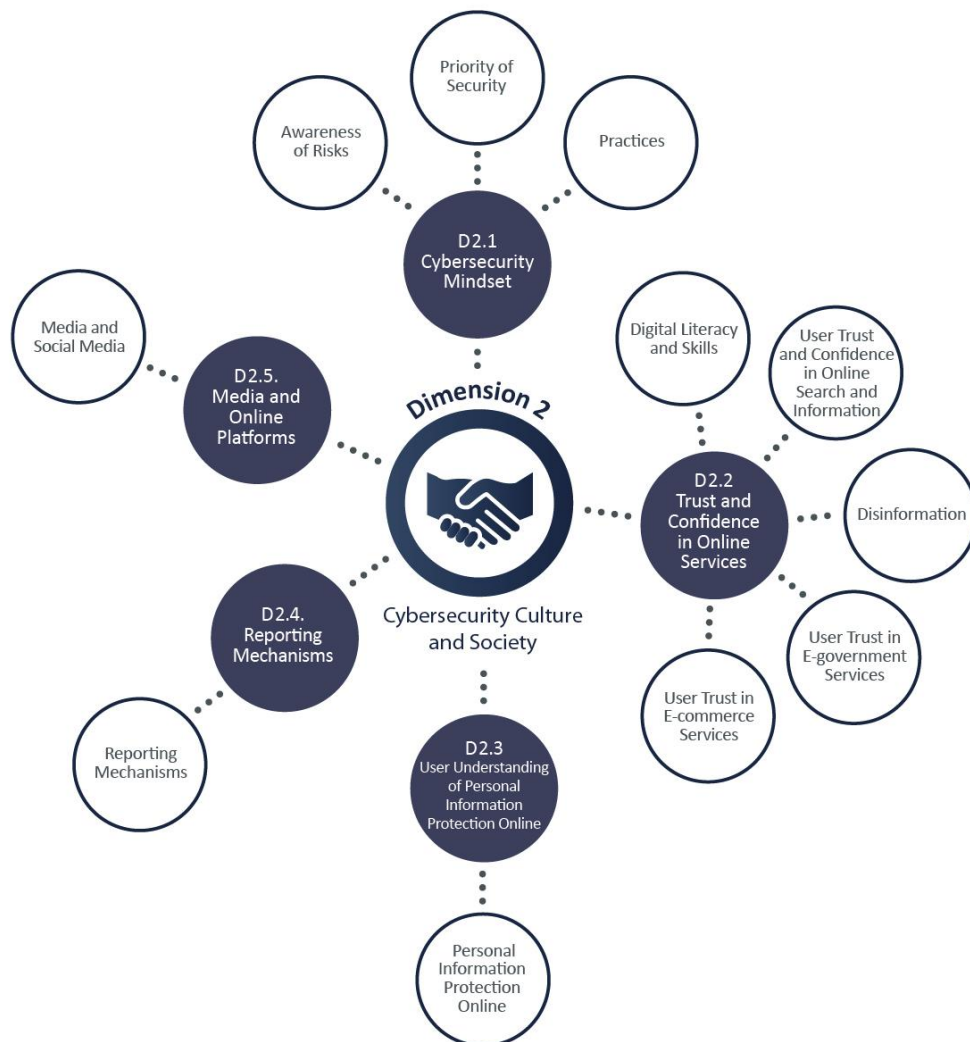 Priority of
Security
Awareness
of Risks
Practices
D2.1
Cybersecurity
Mindset
Media and
Social Media
D2.5.
Media and
Online
Platforms
Dimension 2
Digital Literacy
and Skills
User Trust
and Confidence
in Online
Search and
Information
D2.2
Trust and
Confidence
in Online
Services
Disinformation
User Trust in
E-government
Services
User Trust in
E-commerce
Services
Cybersecurity Culture
and Society
D2.4.
Reporting
Mechanisms
Reporting
Mechanisms
D2.3
User Understanding
of Personal
Information
Protection Online
Personal
Information
Protection
Online